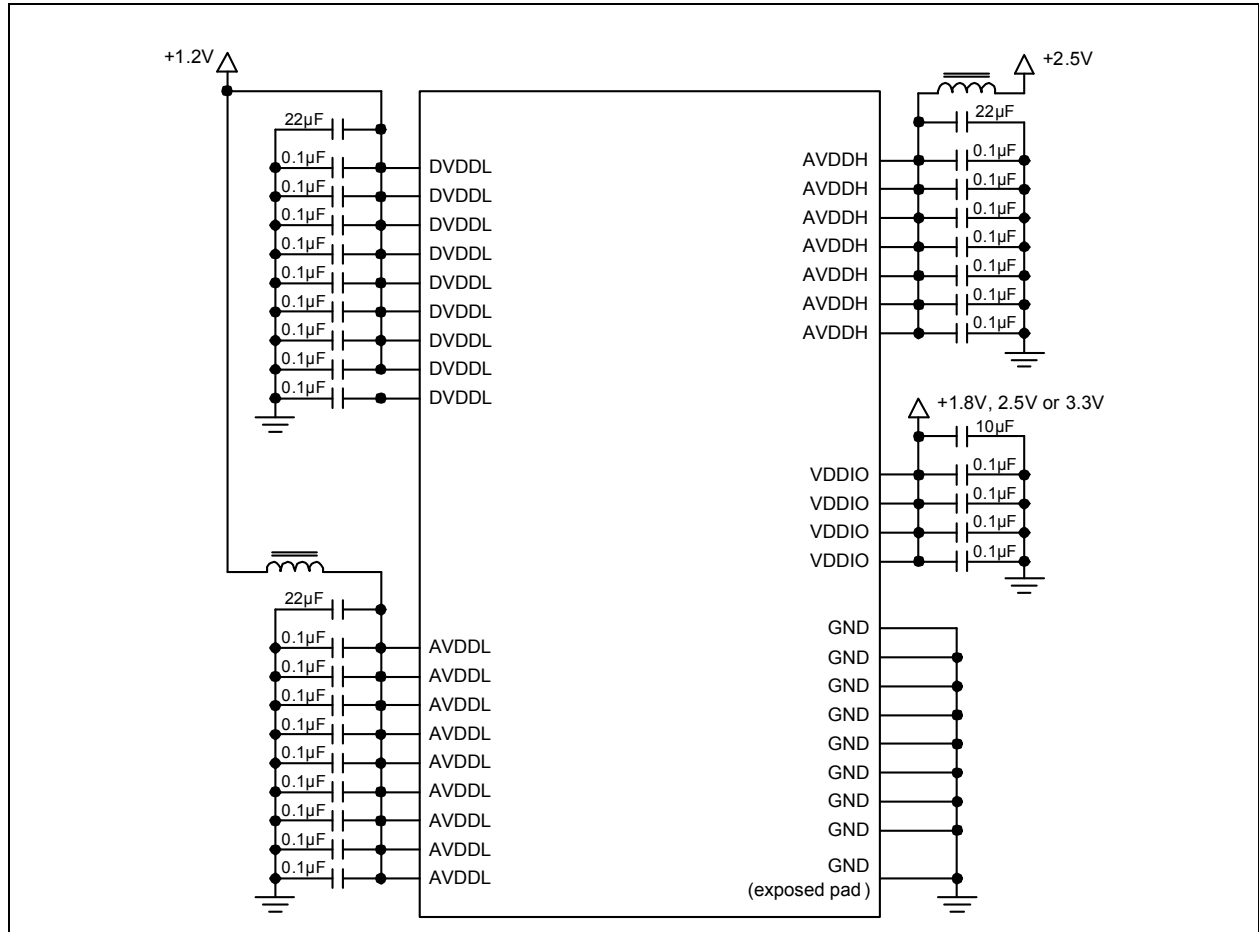 +1.2V
22µF
0.1µF
0.1µF
0.1µF
0.1µF
0.1µF
0.1µF
0.1µF
0.1µF
0.1µF
DVDDL
DVDDL
DVDDL
DVDDL
DVDDL
DVDDL
DVDDL
DVDDL
DVDDL
22µF
0.1µF
0.1µF
0.1µF
0.1µF
0.1µF
0.1µF
0.1µF
0.1µF
0.1µF
AVDDL
AVDDL
AVDDL
AVDDL
AVDDL
AVDDL
AVDDL
AVDDL
AVDDL
+2.5V
22µF
AVDDH
AVDDH
AVDDH
AVDDH
AVDDH
AVDDH
AVDDH
0.1µF
0.1µF
0.1µF
0.1µF
0.1µF
0.1µF
0.1µF
+1.8V, 2.5V or 3.3V
10µF
VDDIO
VDDIO
VDDIO
VDDIO
0.1µF
0.1µF
0.1µF
0.1µF
GND
GND
GND
GND
GND
GND
GND
GND
GND
(exposed pad)